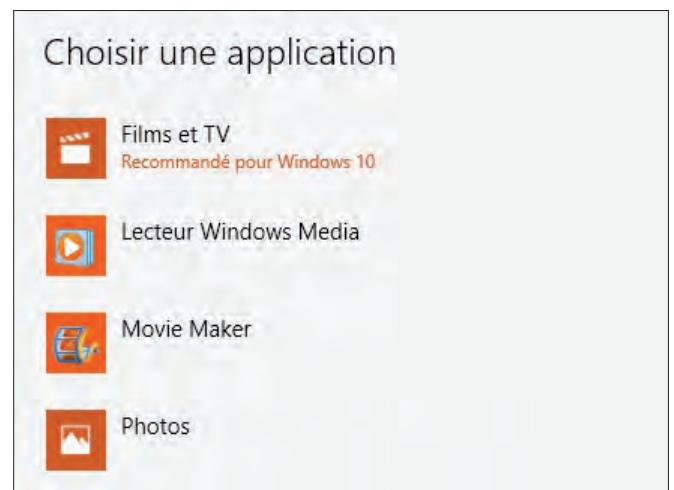 Choisir une application
Films et TV
Recommandé pour Windows 10
Lecteur Windows Media
Movie Maker
Photos